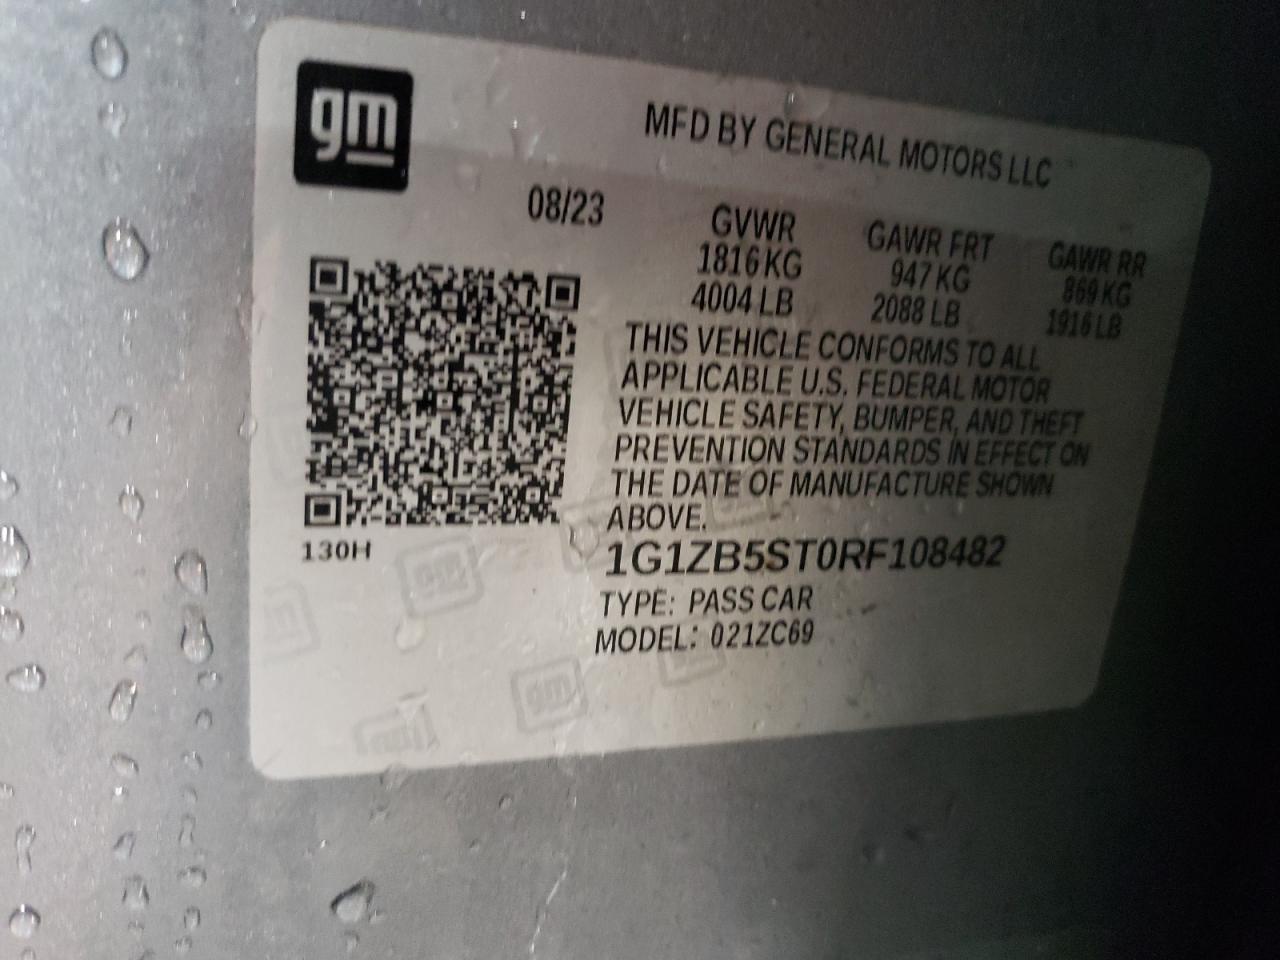 gm
MFD BY GENERAL MOTORS LLC
08/23
GVWR GAWR FRT GAWR RR
1816 KG 947 KG 869 KG
4004 LB 2088 LB 1916 LB
THIS VEHICLE CONFORMS TO ALL
APPLICABLE U.S. FEDERAL MOTOR
VEHICLE SAFETY, BUMPER, AND THEFT
PREVENTION STANDARDS IN EFFECT ON
THE DATE OF MANUFACTURE SHOWN
ABOVE.
130H
1G1ZB5ST0RF108482
TYPE: PASS CAR
MODEL: 021ZC69
gm
gm